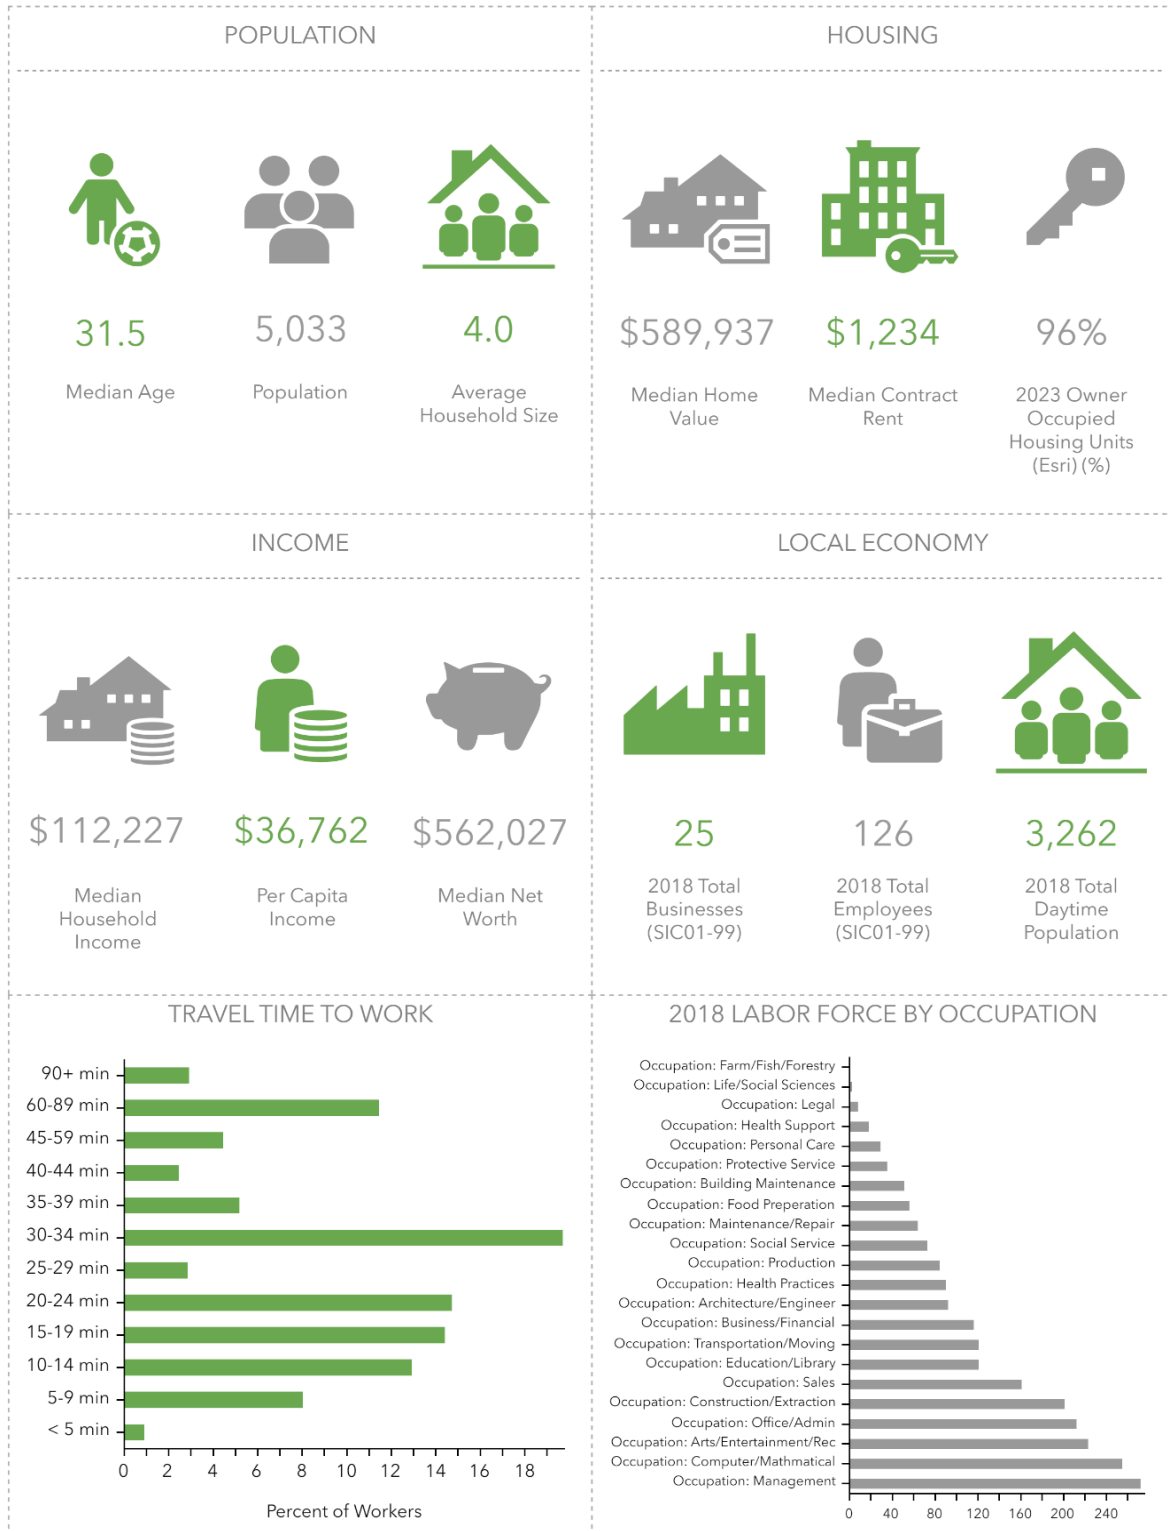 POPULATION
31.5
Median Age
5,033
Population
4.0
Average
Household Size
HOUSING
$589,937
Median Home
Value
$1,234
Median Contract
Rent
96%
2023 Owner
Occupied
Housing Units
(Esri) (%)
INCOME
$112,227
Median
Household
Income
$36,762
Per Capita
Income
$562,027
Median Net
Worth
LOCAL ECONOMY
25
2018 Total
Businesses
(SIC01-99)
126
2018 Total
Employees
(SIC01-99)
3,262
2018 Total
Daytime
Population
TRAVEL TIME TO WORK
90+ min
60-89 min
45-59 min
40-44 min
35-39 min
30-34 min
25-29 min
20-24 min
15-19 min
10-14 min
5-9 min
< 5 min
0 2 4 6 8 10 12 14 16 18
Percent of Workers
2018 LABOR FORCE BY OCCUPATION
Occupation: Farm/Fish/Forestry
Occupation: Life/Social Sciences
Occupation: Legal
Occupation: Health Support
Occupation: Personal Care
Occupation: Protective Service
Occupation: Building Maintenance
Occupation: Food Preperation
Occupation: Maintenance/Repair
Occupation: Social Service
Occupation: Production
Occupation: Health Practices
Occupation: Architecture/Engineer
Occupation: Business/Financial
Occupation: Transportation/Moving
Occupation: Education/Library
Occupation: Sales
Occupation: Construction/Extraction
Occupation: Office/Admin
Occupation: Arts/Entertainment/Rec
Occupation: Computer/Mathmatical
Occupation: Management
0 40 80 120 160 200 240